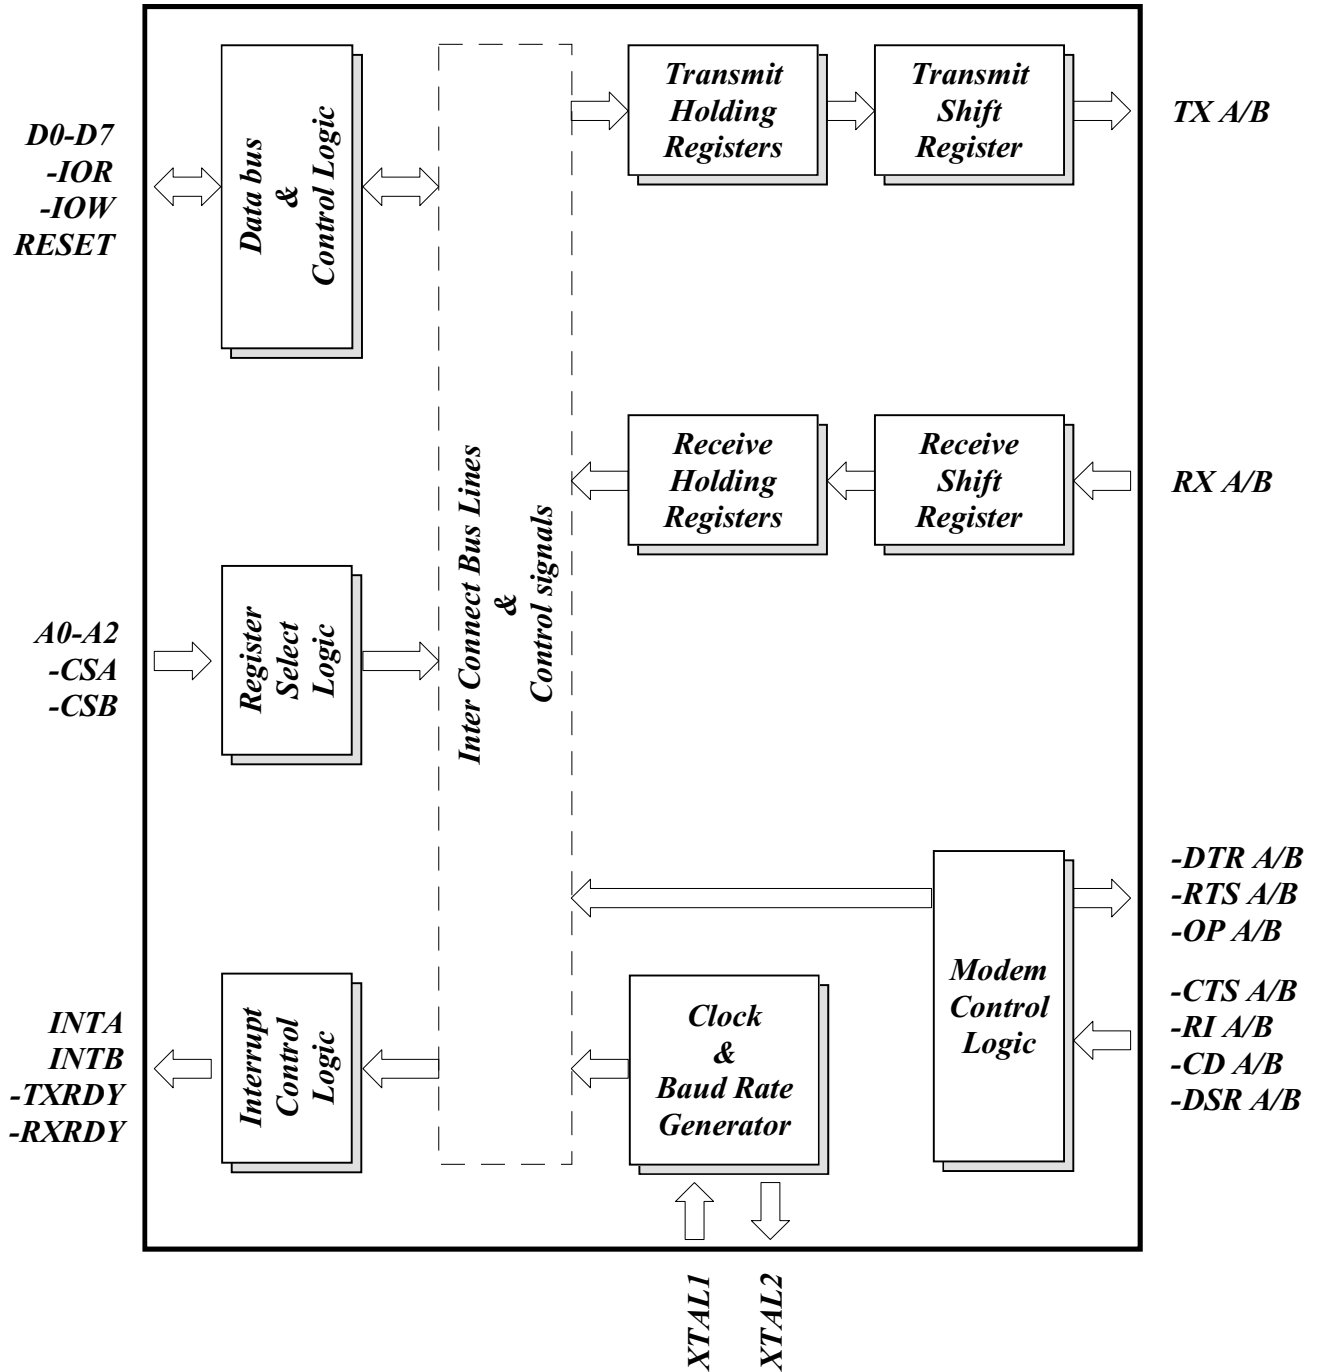 D0-D7
-IOR
-IOW
RESET
Data bus
&
Control Logic
A0-A2
-CSA
-CSB
Register
Select
Logic
INTA
INTB
-TXRDY
-RXRDY
Interrupt
Control
Logic
Inter Connect Bus Lines
&
Control signals
Transmit
Holding
Registers
Transmit
Shift
Register
TX A/B
Receive
Holding
Registers
Receive
Shift
Register
RX A/B
Clock
&
Baud Rate
Generator
Modem
Control
Logic
-DTR A/B
-RTS A/B
-OP A/B
-CTS A/B
-RI A/B
-CD A/B
-DSR A/B
XTAL1
XTAL2